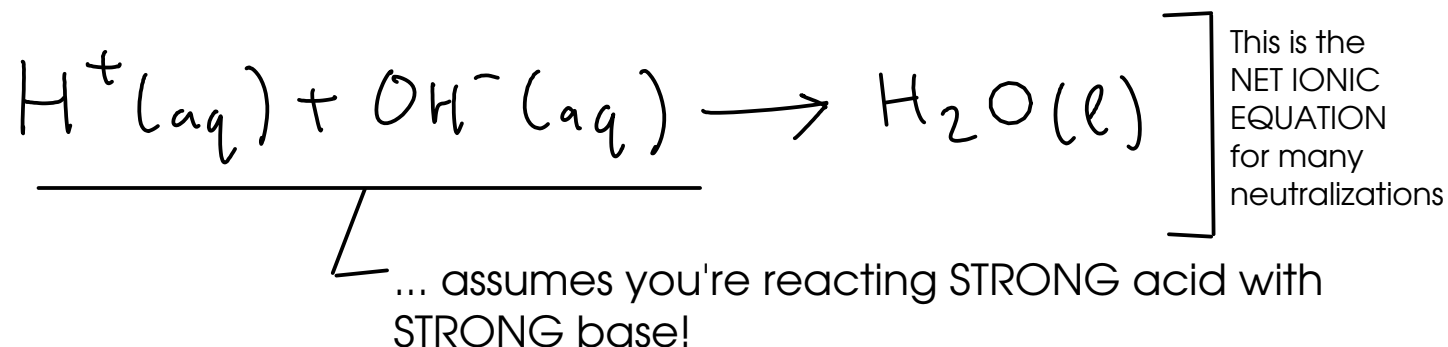 H⁺(aq) + OH⁻(aq) ⟶ H₂O(l)
This is the
NET IONIC
EQUATION
for many
neutralizations
... assumes you're reacting STRONG acid with
STRONG base!